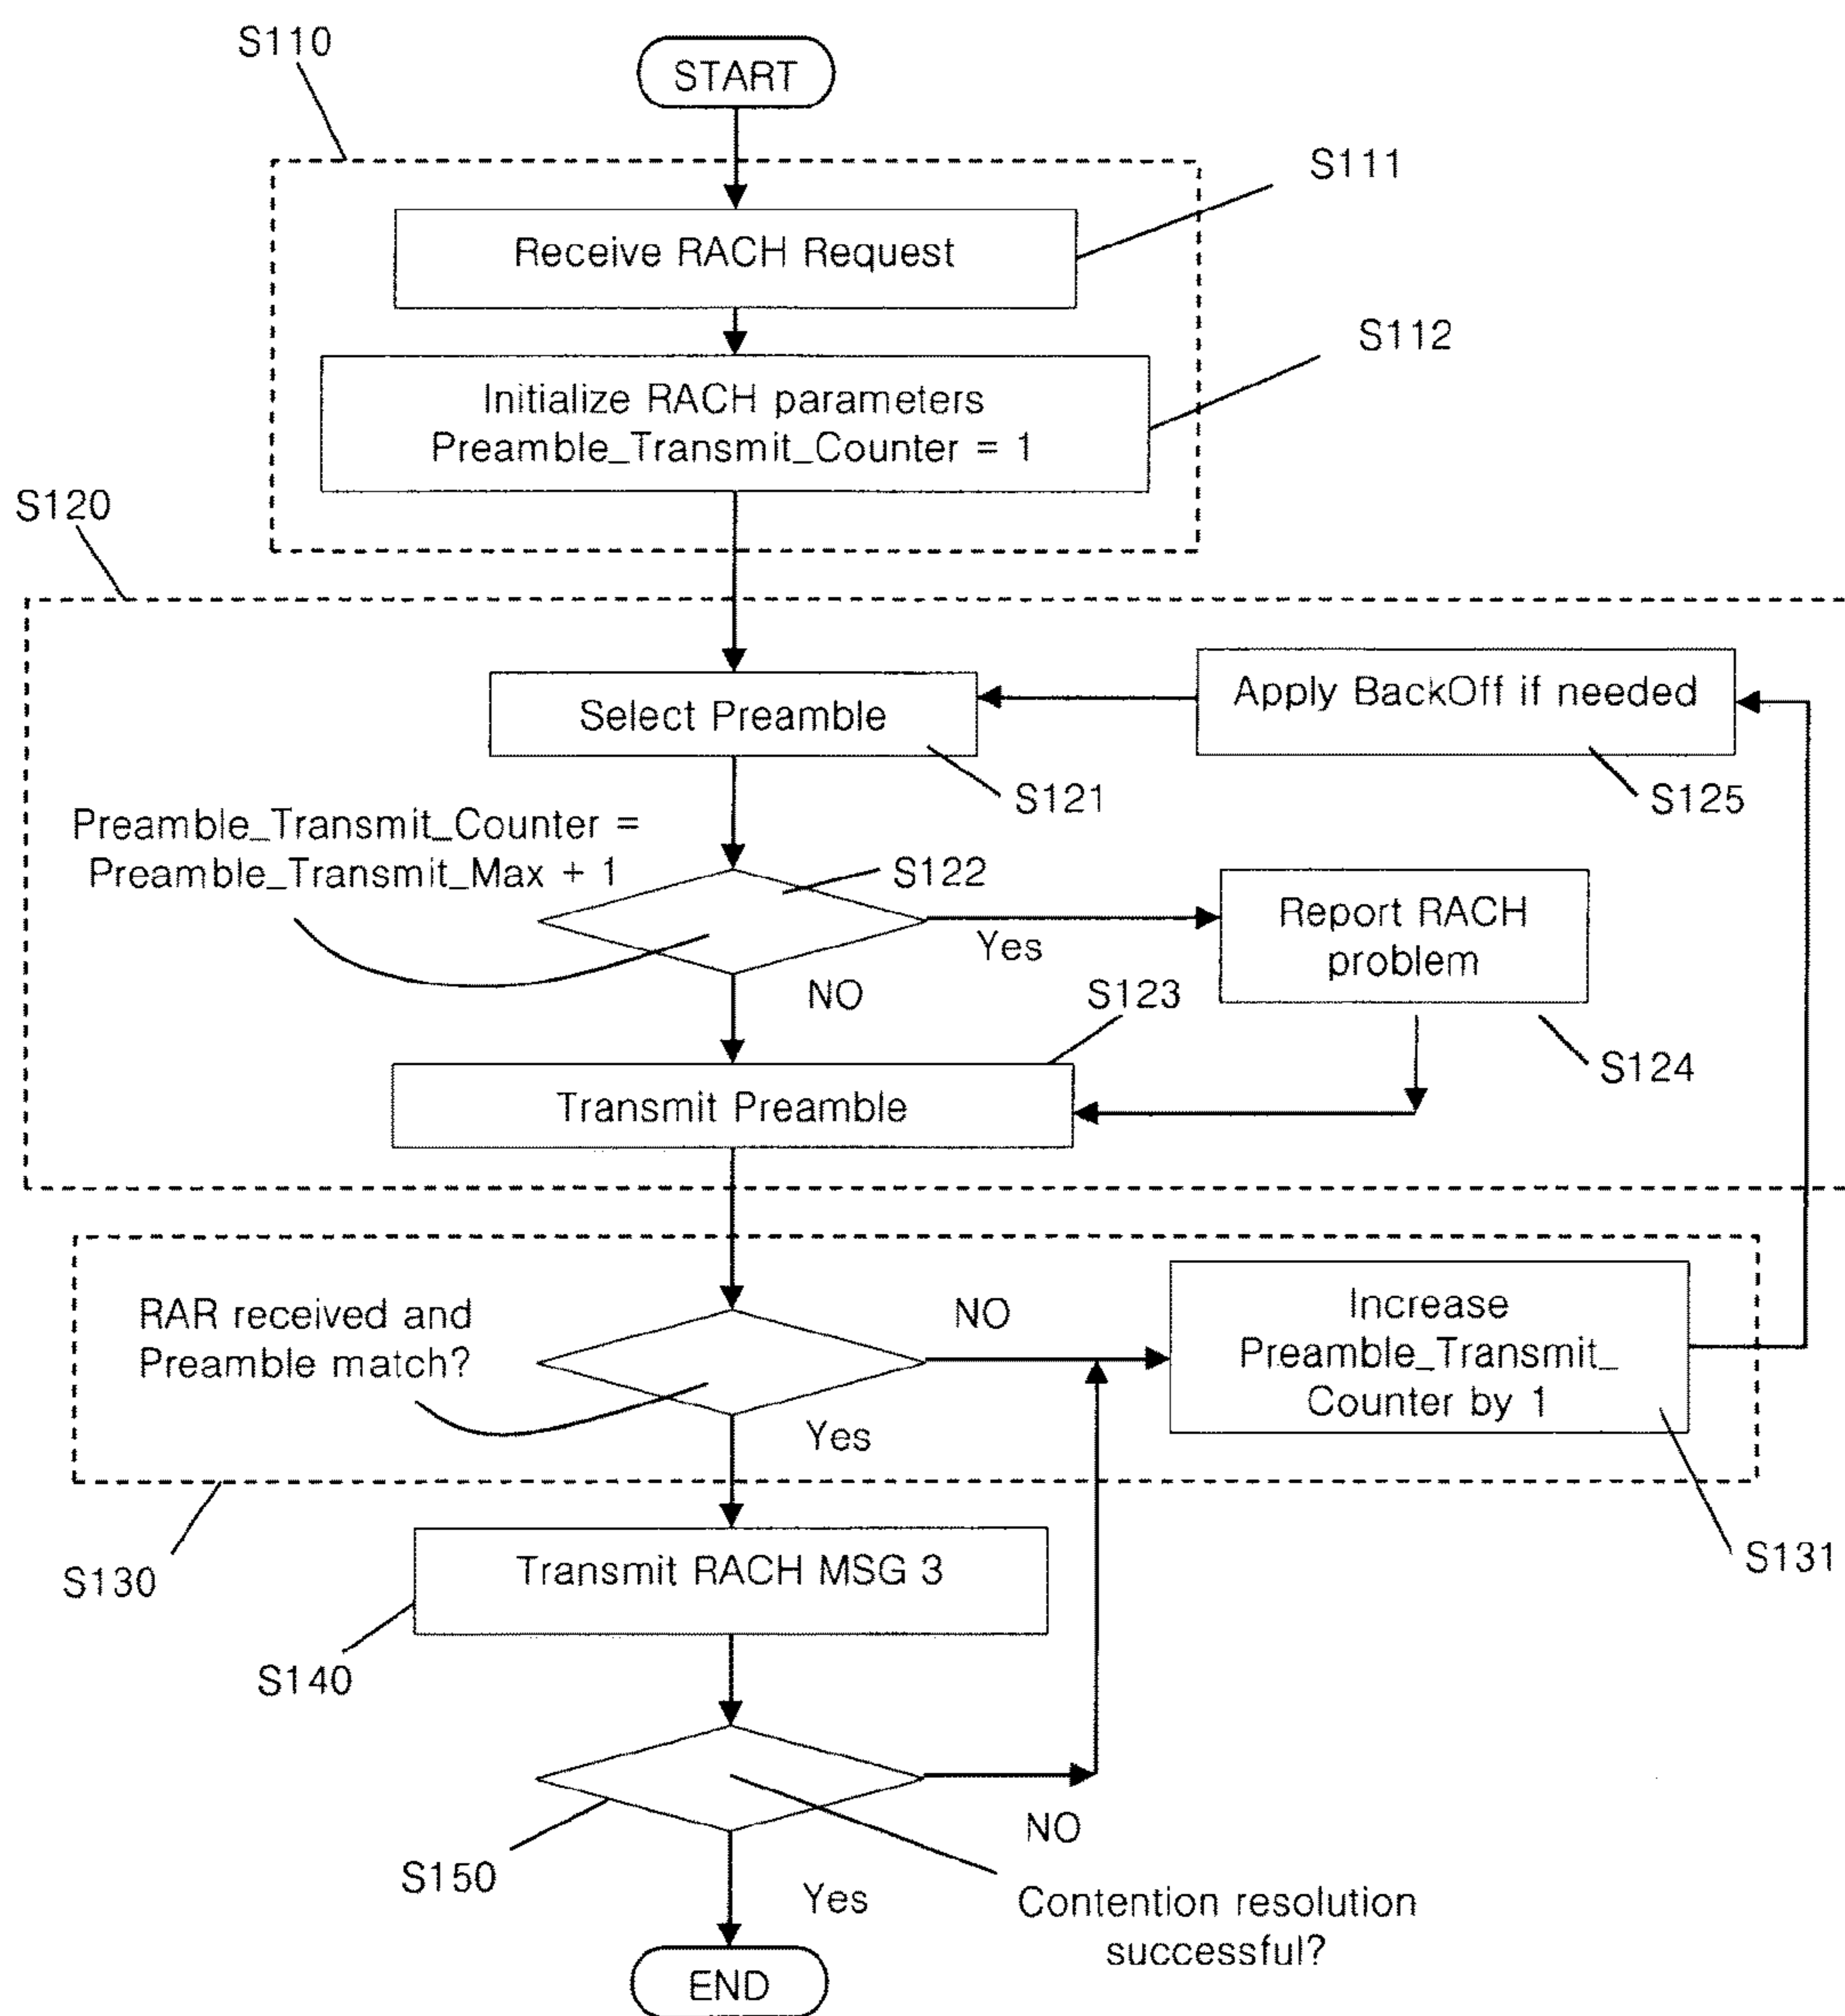 S110
START
S111
Receive RACH Request
S112
Initialize RACH parameters
Preamble_Transmit_Counter = 1
S120
Select Preamble
Apply BackOff if needed
S121
S125
Preamble_Transmit_Counter =
Preamble_Transmit_Max + 1
S122
Yes
Report RACH
problem
NO
S123
S124
Transmit Preamble
RAR received and
Preamble match?
NO
Increase
Preamble_Transmit_
Counter by 1
Yes
S130
S131
Transmit RACH MSG 3
S140
NO
S150
Yes
Contention resolution
successful?
END